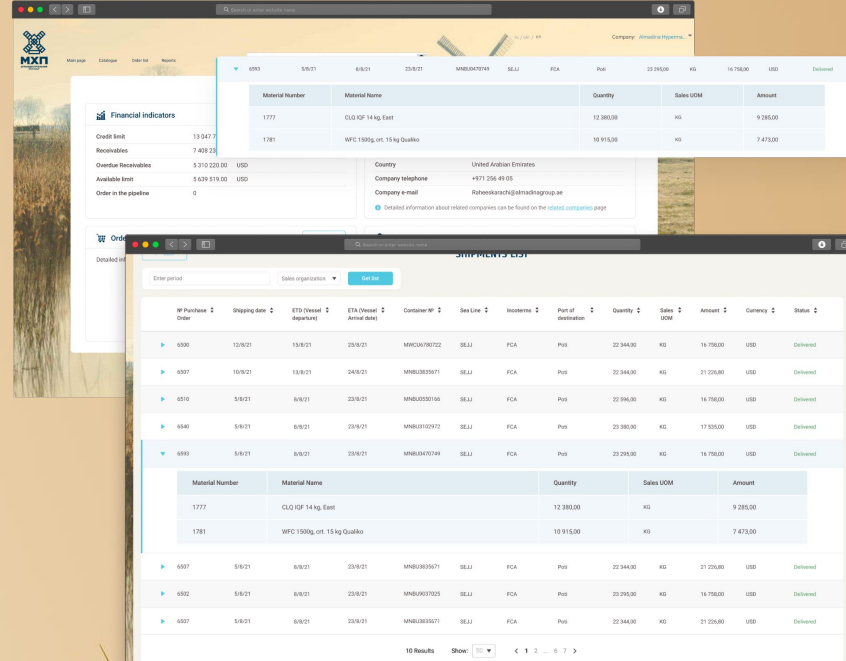 Search or enter website name
ru / ukr / en
Company: Almadina Hyperma...
МХП
Main page Catalogue Order list Reports
6593 5/8/21 8/8/21 23/8/21 MNBU0470749 SEJJ FCA Poti 23 295,00 KG 16 758,00 USD Delivered
Material Number Material Name Quantity Sales UOM Amount
1777 CLQ IQF 14 kg, East 12 380,00 KG 9 285,00
1781 WFC 1500g, crt. 15 kg Qualiko 10 915,00 KG 7 473,00
Financial indicators
Credit limit 13 047 7
Receivables 7 408 23
Overdue Receivables 5 310 220.00 USD
Available limit 5 639 519.00 USD
Order in the pipeline 0
Country United Arabian Emirates
Company telephone +971 256 49 05
Company e-mail Raheeskarachi@almadinagroup.ae
Detailed information about related companies can be found on the related companies page
Orde
Detailed inf
Search or enter website name
SHIPMENTS LIST
Enter period Sales organization Get list
Nº Purchase Order Shipping date ETD (Vessel departure) ETA (Vessel Arrival date) Container Nº Sea Line Incoterms Port of destination Quantity Sales UOM Amount Currency Status
6500 12/8/21 15/8/21 25/8/21 MWCU6780722 SEJJ FCA Poti 22 344,00 KG 16 758,00 USD Delivered
6507 10/8/21 13/8/21 24/8/21 MNBU3835671 SEJJ FCA Poti 22 344,00 KG 21 226,80 USD Delivered
6510 5/8/21 8/8/21 23/8/21 MNBU0550166 SEJJ FCA Poti 22 596,00 KG 16 758,00 USD Delivered
6540 5/8/21 8/8/21 23/8/21 MNBU3102972 SEJJ FCA Poti 23 380,00 KG 17 535,00 USD Delivered
6593 5/8/21 8/8/21 23/8/21 MNBU0470749 SEJJ FCA Poti 23 295,00 KG 16 758,00 USD Delivered
Material Number Material Name Quantity Sales UOM Amount
1777 CLQ IQF 14 kg, East 12 380,00 KG 9 285,00
1781 WFC 1500g, crt. 15 kg Qualiko 10 915,00 KG 7 473,00
6507 5/8/21 8/8/21 23/8/21 MNBU3835671 SEJJ FCA Poti 22 344,00 KG 21 226,80 USD Delivered
6502 5/8/21 8/8/21 23/8/21 MNBU9037025 SEJJ FCA Poti 23 295,00 KG 16 758,00 USD Delivered
6507 5/8/21 8/8/21 23/8/21 MNBU3835671 SEJJ FCA Poti 22 344,00 KG 21 226,80 USD Delivered
10 Results Show: 50 1 2 ... 6 7